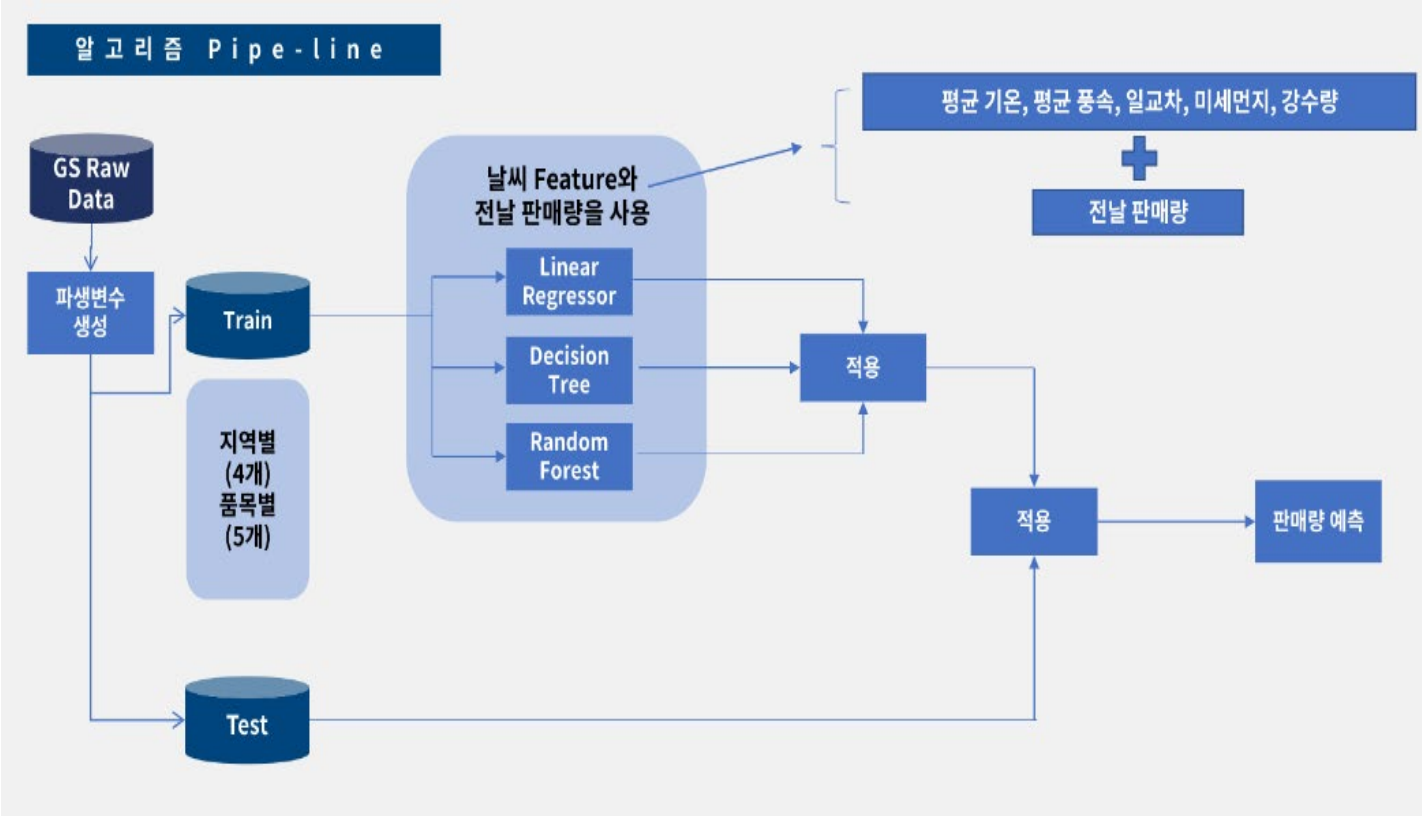 알고리즘 Pipe-line
GS Raw
Data
파생변수
생성
Train
지역별
(4개)
품목별
(5개)
Test
날씨 Feature와
전날 판매량을 사용
Linear
Regressor
Decision
Tree
Random
Forest
평균 기온, 평균 풍속, 일교차, 미세먼지, 강수량
전날 판매량
적용
적용
판매량 예측